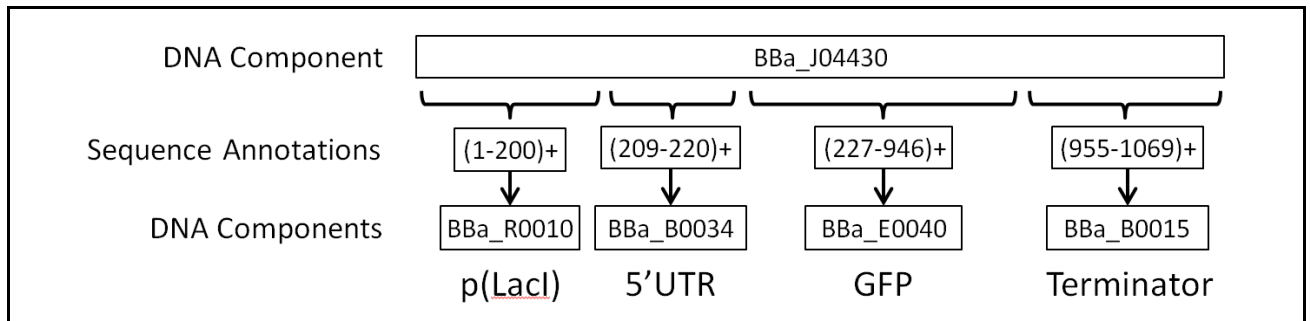 DNA Component BBa_J04430
Sequence Annotations (1-200)+ (209-220)+ (227-946)+ (955-1069)+
DNA Components BBa_R0010 BBa_B0034 BBa_E0040 BBa_B0015
p(LacI) 5’UTR GFP Terminator